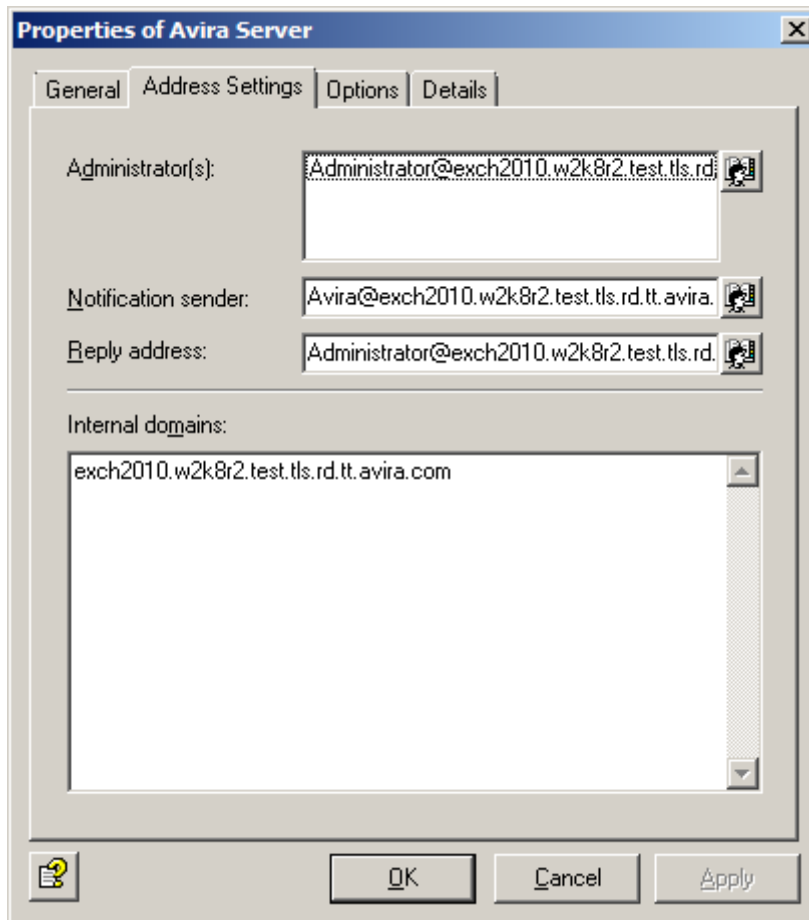 Properties of Avira Server
General Address Settings Options Details
Administrator(s): Administrator@exch2010.w2k8r2.test.tls.rd
Notification sender: Avira@exch2010.w2k8r2.test.tls.rd.tt.avira.
Reply address: Administrator@exch2010.w2k8r2.test.tls.rd.
Internal domains:
exch2010.w2k8r2.test.tls.rd.tt.avira.com
OK Cancel Apply